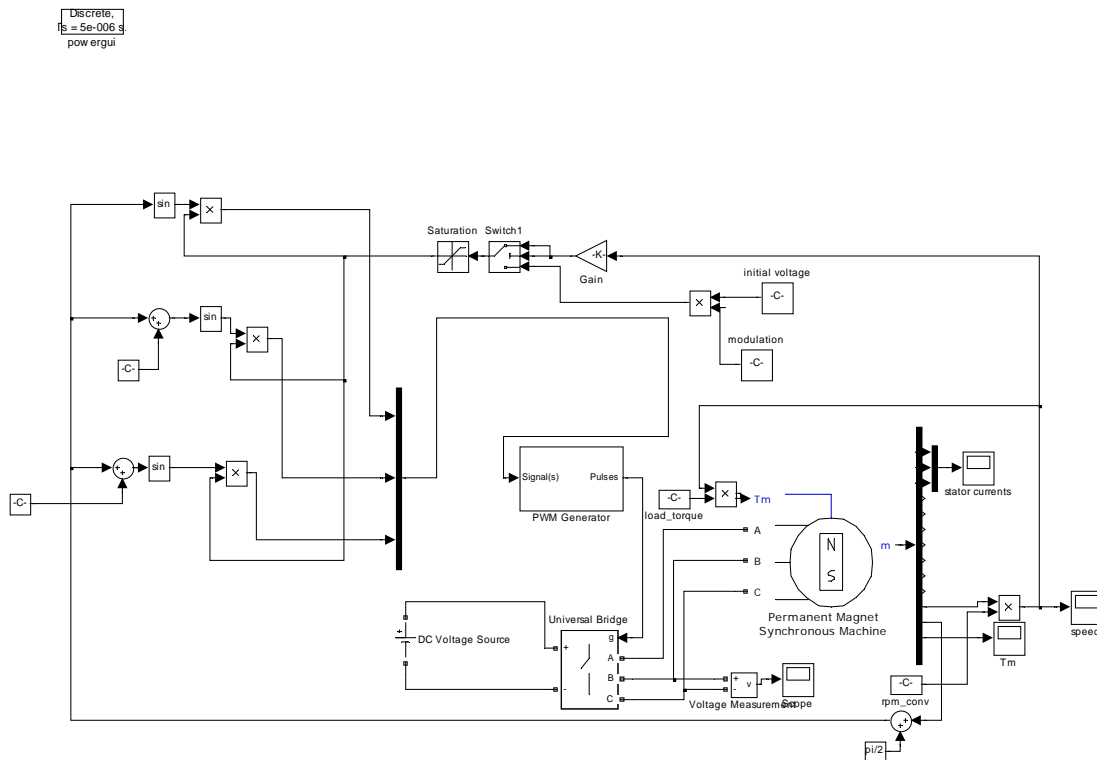 Discrete,
Ts = 5e-006 s.
powergui
sin
×
Saturation
Switch1
-K-
Gain
initial voltage
-C-
×
modulation
-C-
+
+
sin
×
-C-
+
+
sin
×
-C-
Signal(s)
Pulses
PWM Generator
-C-
load_torque
×
Tm
A
B
C
N
S
m
Permanent Magnet
Synchronous Machine
stator currents
×
speed
Tm
-C-
rpm_conv
+
+
pi/2
+
DC Voltage Source
Universal Bridge
g
+
A
B
-
C
+
-
v
Voltage Measurement
Scope